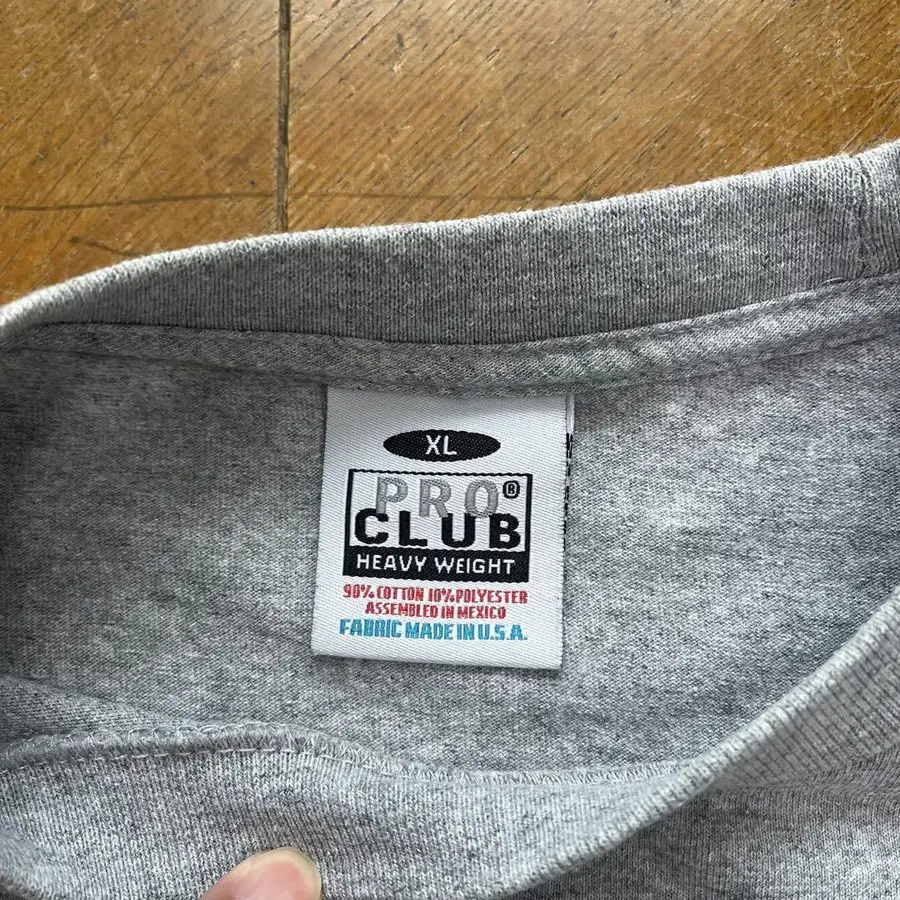 XL
PRO®
CLUB
HEAVY WEIGHT
90% COTTON 10% POLYESTER
ASSEMBLED IN MEXICO
FABRIC MADE IN U.S.A.